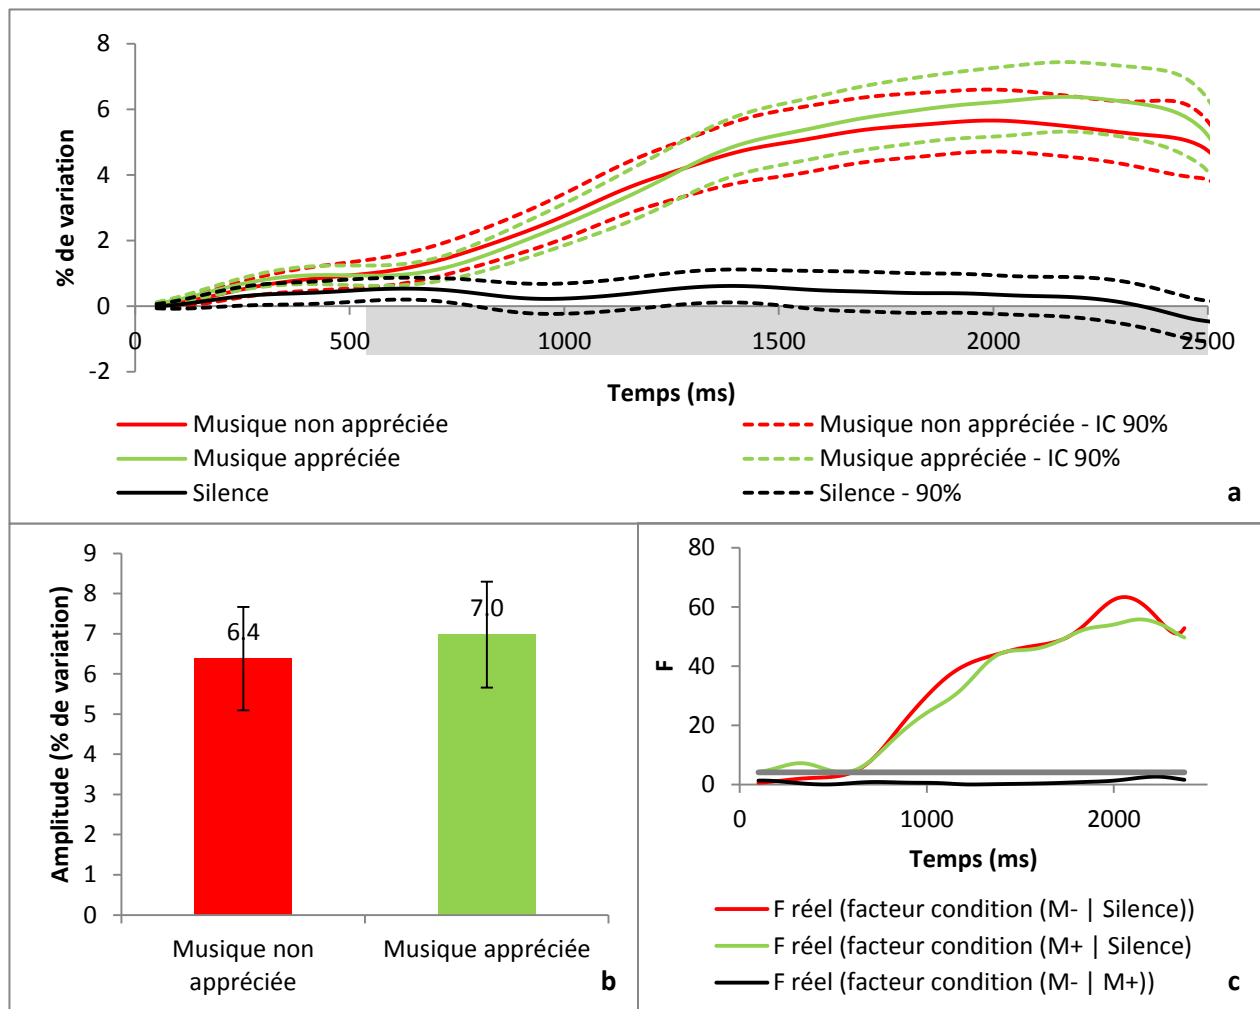 8
6
4
2
0
-2
% de variation
0
500
1000
1500
2000
2500
Temps (ms)
Musique non appréciée
Musique non appréciée - IC 90%
Musique appréciée
Musique appréciée - IC 90%
Silence
Silence - 90%
a
9
8
7
6
5
4
3
2
1
0
Amplitude (% de variation)
6.4
7.0
Musique non
appréciée
Musique appréciée
b
80
60
40
20
0
F
0
1000
2000
Temps (ms)
F réel (facteur condition (M- | Silence))
F réel (facteur condition (M+ | Silence)
F réel (facteur condition (M- | M+))
c